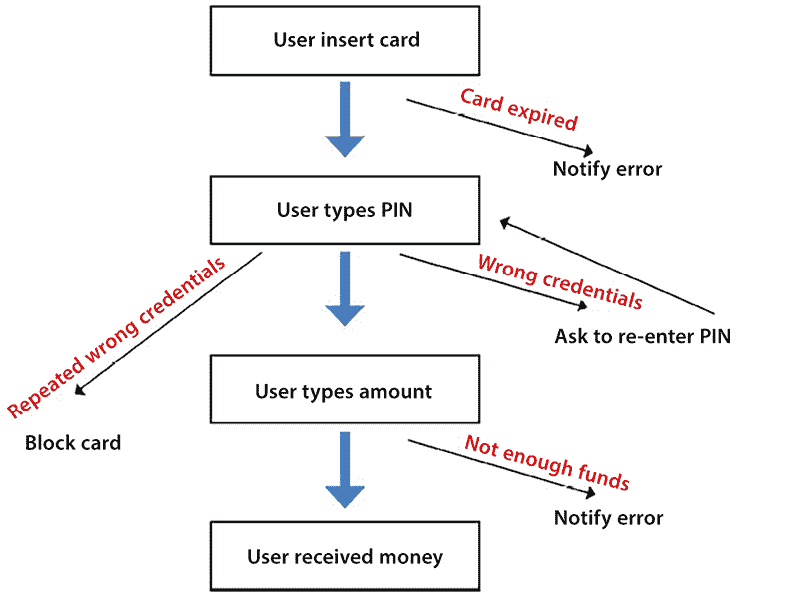 User insert card
Card expired
Notify error
User types PIN
Repeated wrong credentials
Wrong credentials
Ask to re-enter PIN
User types amount
Block card
Not enough funds
Notify error
User received money